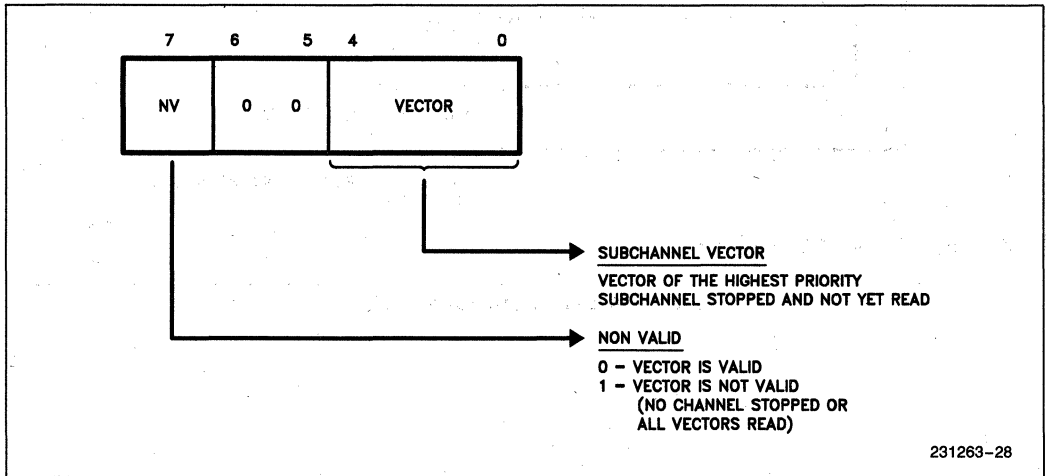 7 6 5 4 0
NV 0 0 VECTOR
SUBCHANNEL VECTOR
VECTOR OF THE HIGHEST PRIORITY
SUBCHANNEL STOPPED AND NOT YET READ
NON VALID
0 – VECTOR IS VALID
1 – VECTOR IS NOT VALID
(NO CHANNEL STOPPED OR
ALL VECTORS READ)
231263–28